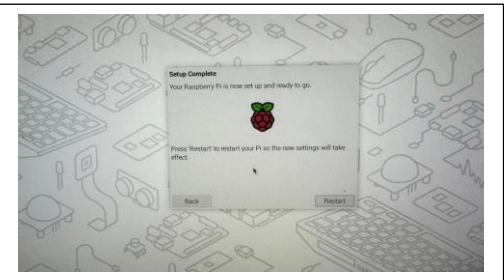 Setup Complete
Your Raspberry Pi is now set up and ready to go.
Press 'Restart' to restart your Pi so the new settings will take
effect.
Back
Restart